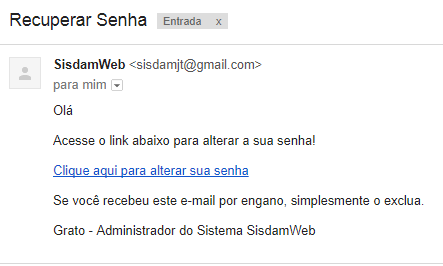 Recuperar Senha Entrada x
SisdamWeb <sisdamjt@gmail.com>
para mim
Olá
Acesse o link abaixo para alterar a sua senha!
Clique aqui para alterar sua senha
Se você recebeu este e-mail por engano, simplesmente o exclua.
Grato - Administrador do Sistema SisdamWeb